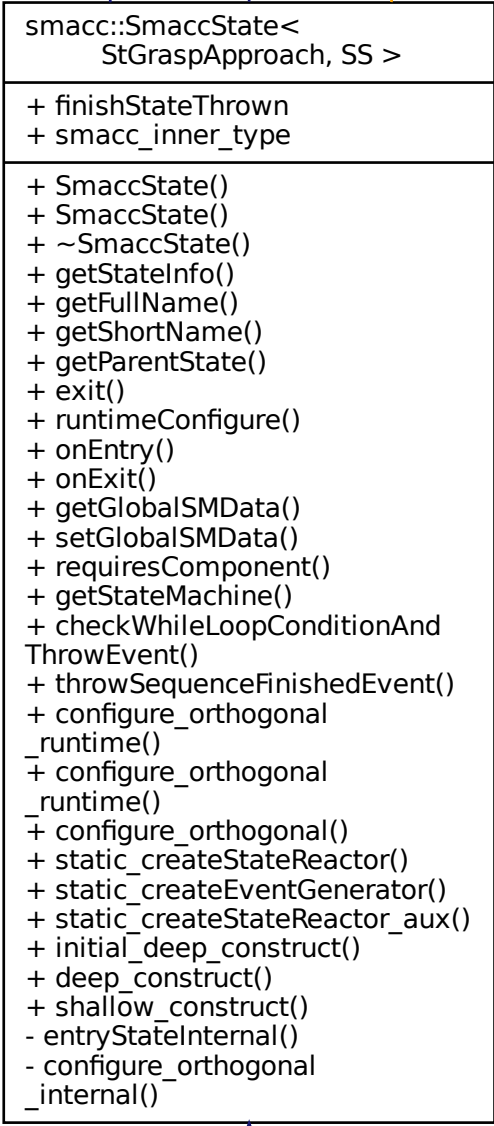 smacc::SmaccState<
StGraspApproach, SS >
+ finishStateThrown
+ smacc_inner_type
+ SmaccState()
+ SmaccState()
+ ~SmaccState()
+ getStateInfo()
+ getFullName()
+ getShortName()
+ getParentState()
+ exit()
+ runtimeConfigure()
+ onEntry()
+ onExit()
+ getGlobalSMData()
+ setGlobalSMData()
+ requiresComponent()
+ getStateMachine()
+ checkWhileLoopConditionAnd
ThrowEvent()
+ throwSequenceFinishedEvent()
+ configure_orthogonal
_runtime()
+ configure_orthogonal
_runtime()
+ configure_orthogonal()
+ static_createStateReactor()
+ static_createEventGenerator()
+ static_createStateReactor_aux()
+ initial_deep_construct()
+ deep_construct()
+ shallow_construct()
- entryStateInternal()
- configure_orthogonal
_internal()